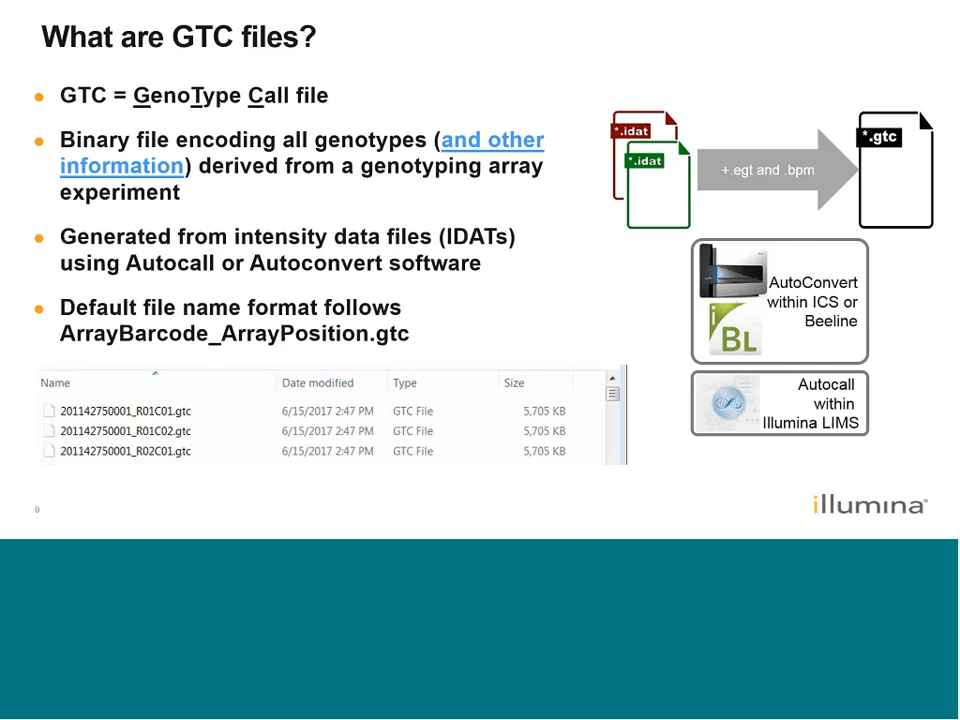 What are GTC files?
GTC = GenoType Call file
Binary file encoding all genotypes (and other
information) derived from a genotyping array
experiment
Generated from intensity data files (IDATs)
using Autocall or Autoconvert software
Default file name format follows
ArrayBarcode_ArrayPosition.gtc
*.idat
*.idat
+.egt and .bpm
*.gtc
AutoConvert
within ICS or
Beeline
i
BL
Autocall
within
Illumina LIMS
Name Date modified Type Size
201142750001_R01C01.gtc 6/15/2017 2:47 PM GTC File 5,705 KB
201142750001_R01C02.gtc 6/15/2017 2:47 PM GTC File 5,705 KB
201142750001_R02C01.gtc 6/15/2017 2:47 PM GTC File 5,705 KB
9
illumina®